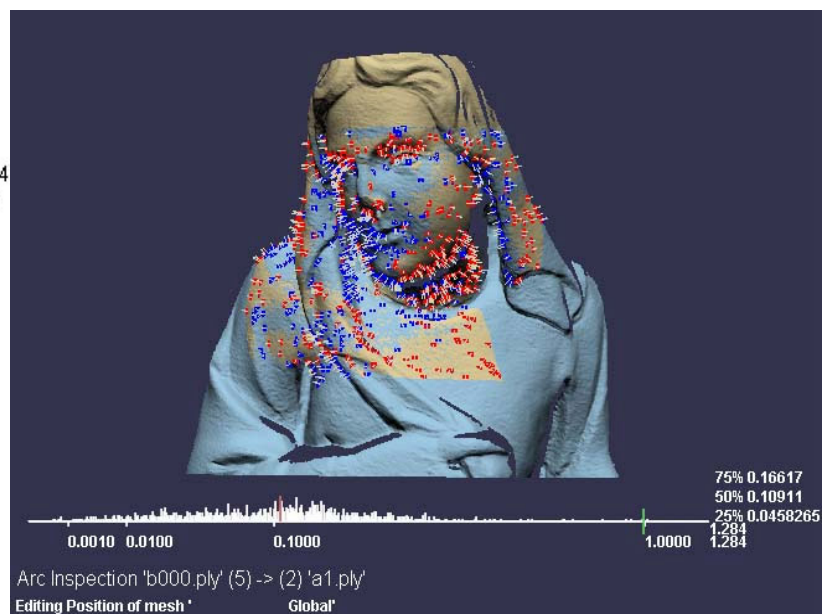 4
75% 0.16617
50% 0.10911
25% 0.0458265
1.284
0.0010 0.0100 0.1000 1.0000 1.284
Arc Inspection 'b000.ply' (5) -> (2) 'a1.ply'
Editing Position of mesh ' Global'